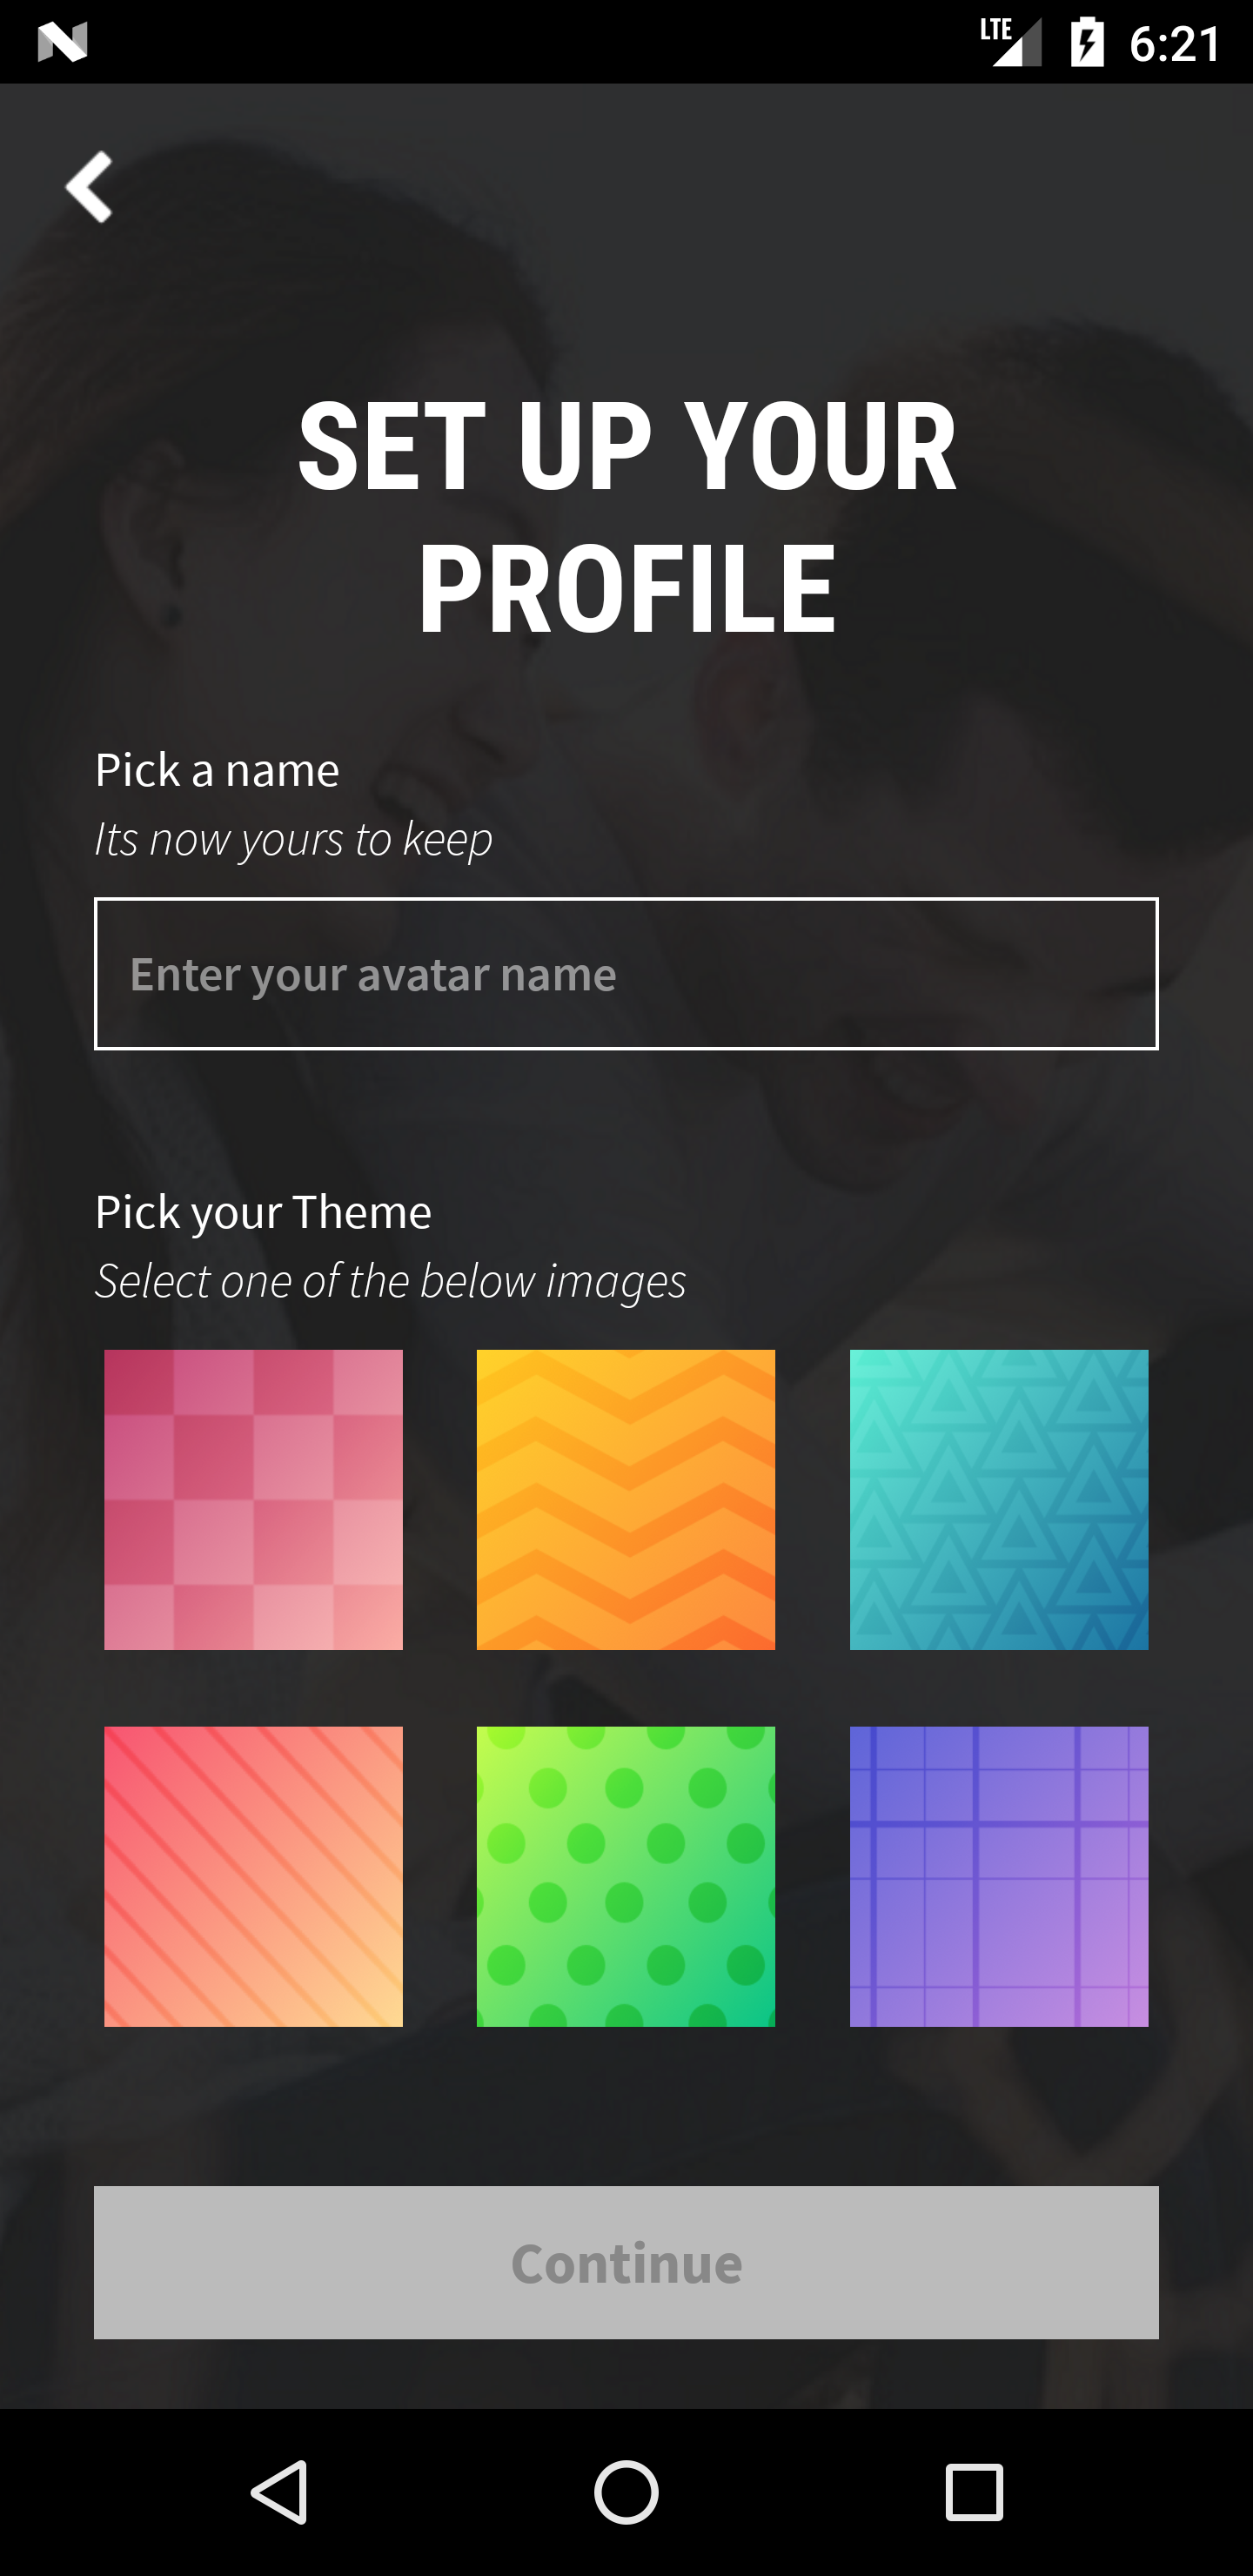 LTE 6:21
SET UP YOUR
PROFILE
Pick a name
Its now yours to keep
Enter your avatar name
Pick your Theme
Select one of the below images
Continue